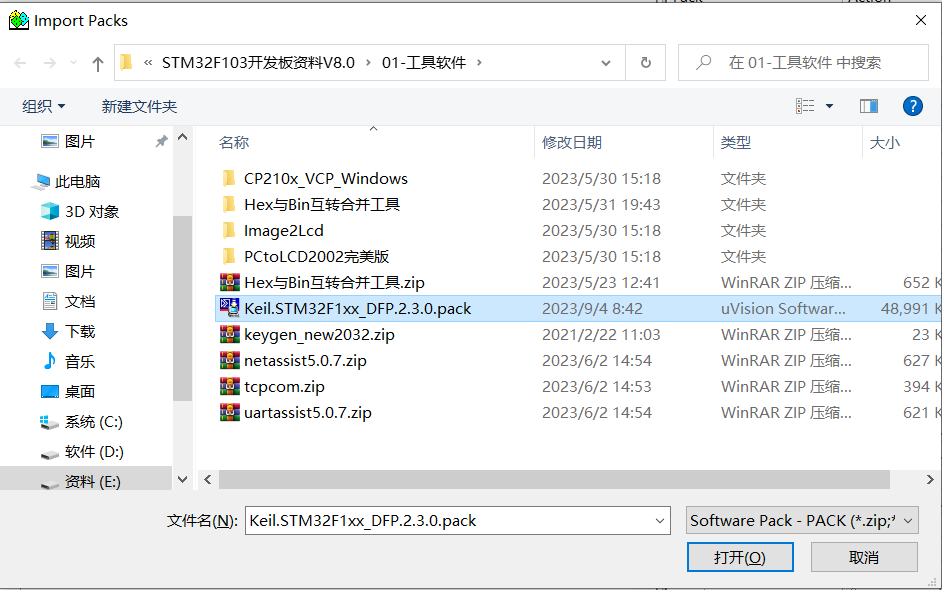 Import Packs
« STM32F103开发板资料V8.0 › 01-工具软件 ›
在 01-工具软件 中搜索
组织
新建文件夹
名称 修改日期 类型 大小
图片
此电脑
3D 对象
视频
图片
文档
下载
音乐
桌面
系统 (C:)
软件 (D:)
资料 (E:)
CP210x_VCP_Windows 2023/5/30 15:18 文件夹
Hex与Bin互转合并工具 2023/5/31 19:43 文件夹
Image2Lcd 2023/5/30 15:18 文件夹
PCtoLCD2002完美版 2023/5/30 15:18 文件夹
Hex与Bin互转合并工具.zip 2023/5/23 12:41 WinRAR ZIP 压缩... 652 K
Keil.STM32F1xx_DFP.2.3.0.pack 2023/9/4 8:42 uVision Softwar... 48,991 K
keygen_new2032.zip 2021/2/22 11:03 WinRAR ZIP 压缩... 23 K
netassist5.0.7.zip 2023/6/2 14:54 WinRAR ZIP 压缩... 627 K
tcpcom.zip 2023/6/2 14:53 WinRAR ZIP 压缩... 394 K
uartassist5.0.7.zip 2023/6/2 14:54 WinRAR ZIP 压缩... 621 K
文件名(N): Keil.STM32F1xx_DFP.2.3.0.pack
Software Pack - PACK (*.zip;*
打开(O)
取消